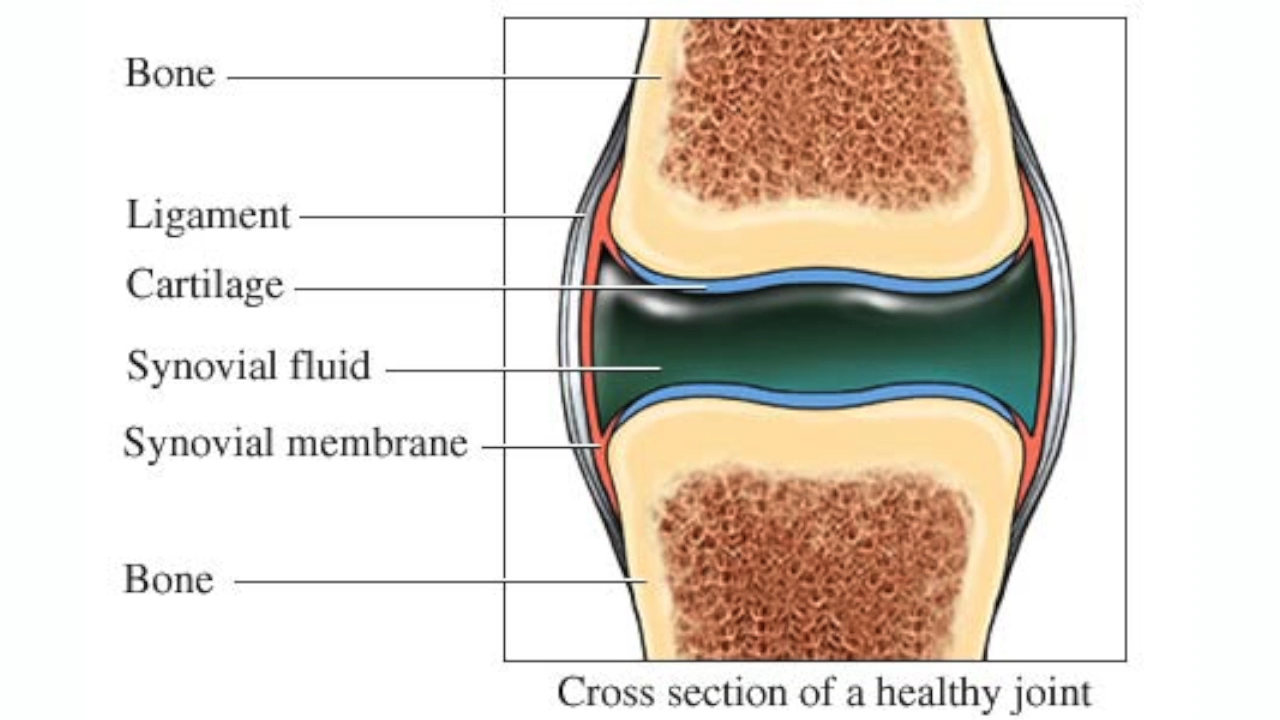 Bone
Ligament
Cartilage
Synovial fluid
Synovial membrane
Bone
Cross section of a healthy joint